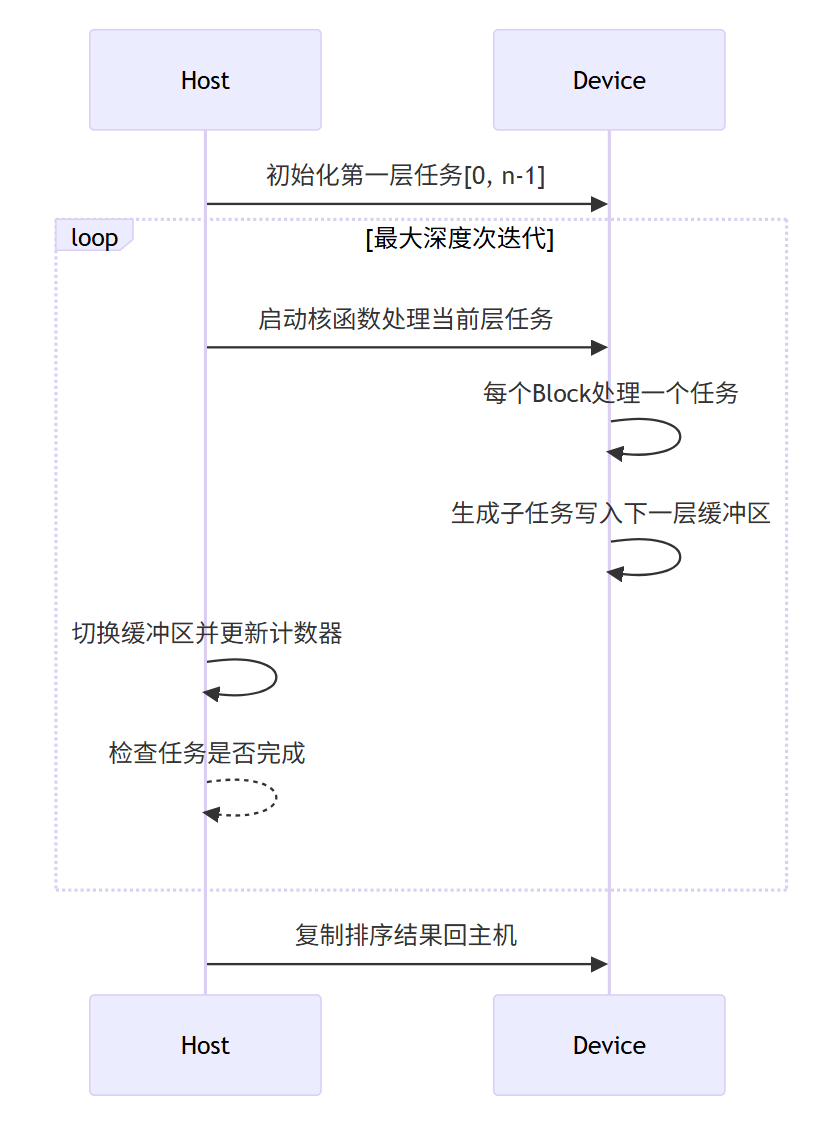 Host
Device
初始化第一层任务[0, n-1]
loop
[最大深度次迭代]
启动核函数处理当前层任务
每个Block处理一个任务
生成子任务写入下一层缓冲区
切换缓冲区并更新计数器
检查任务是否完成
复制排序结果回主机
Host
Device